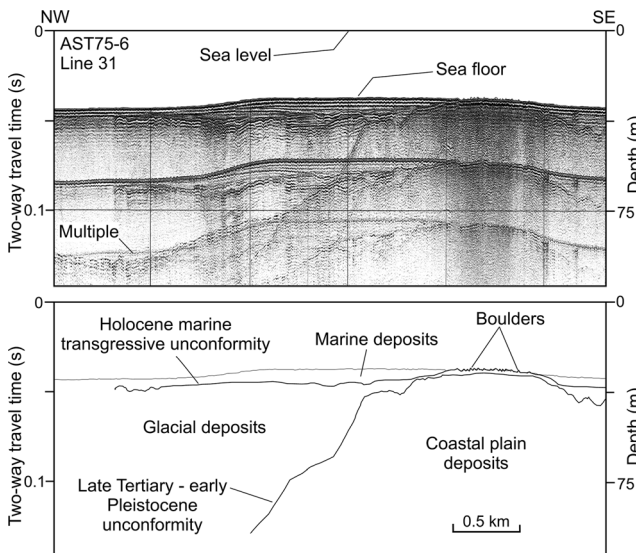 NW
SE
0
0
AST75-6
Line 31
Sea level
Sea floor
Two-way travel time (s)
Depth (m)
0.1
75
Multiple
0
0
Holocene marine
transgressive unconformity
Marine deposits
Boulders
Two-way travel time (s)
Depth (m)
Glacial deposits
Coastal plain
deposits
0.1
75
Late Tertiary - early
Pleistocene
unconformity
0.5 km